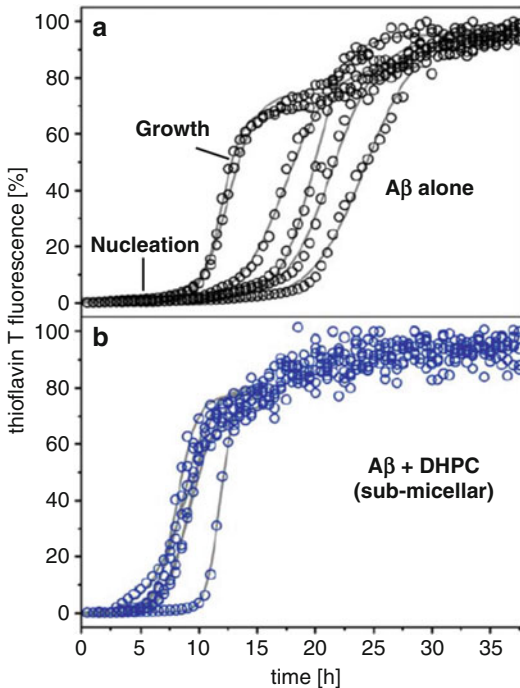 a
100
80
60
40
20
0
Growth
Nucleation
Aβ alone
thioflavin T fluorescence [%]
b
100
80
60
40
20
0
Aβ + DHPC
(sub-micellar)
0 5 10 15 20 25 30 35
time [h]